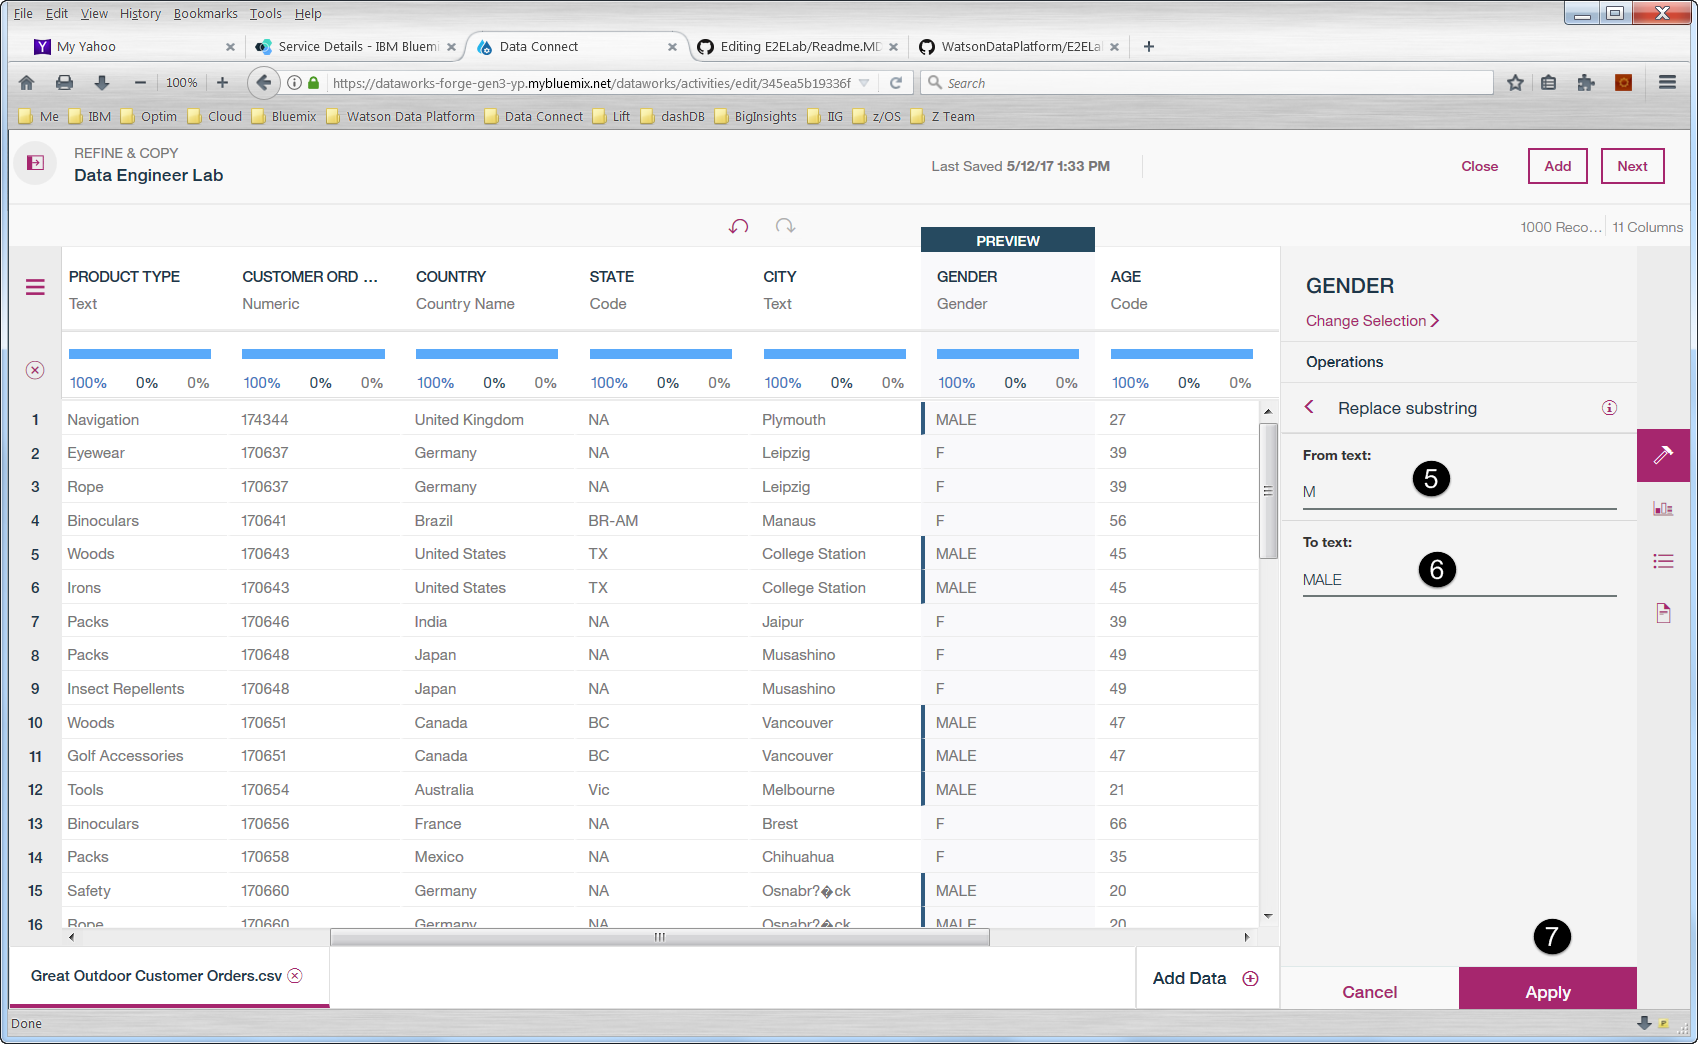 File Edit View History Bookmarks Tools Help
My Yahoo
Service Details - IBM Bluemi
Data Connect
Editing E2ELab/Readme.MD
WatsonDataPlatform/E2ELa
100%
https://dataworks-forge-gen3-yp.mybluemix.net/dataworks/activities/edit/345ea5b19336f
Search
Me IBM Optim Cloud Bluemix Watson Data Platform Data Connect Lift dashDB BigInsights IIG z/OS Z Team
REFINE & COPY
Data Engineer Lab
Last Saved 5/12/17 1:33 PM
Close Add Next
1000 Reco... 11 Columns
PREVIEW
PRODUCT TYPE CUSTOMER ORD ... COUNTRY STATE CITY GENDER AGE
Text Numeric Country Name Code Text Gender Code
100% 0% 0% 100% 0% 0% 100% 0% 0% 100% 0% 0% 100% 0% 0% 100% 0% 0% 100% 0% 0%
1 Navigation 174344 United Kingdom NA Plymouth MALE 27
2 Eyewear 170637 Germany NA Leipzig F 39
3 Rope 170637 Germany NA Leipzig F 39
4 Binoculars 170641 Brazil BR-AM Manaus F 56
5 Woods 170643 United States TX College Station MALE 45
6 Irons 170643 United States TX College Station MALE 45
7 Packs 170646 India NA Jaipur F 39
8 Packs 170648 Japan NA Musashino F 49
9 Insect Repellents 170648 Japan NA Musashino F 49
10 Woods 170651 Canada BC Vancouver MALE 47
11 Golf Accessories 170651 Canada BC Vancouver MALE 47
12 Tools 170654 Australia Vic Melbourne MALE 21
13 Binoculars 170656 France NA Brest F 66
14 Packs 170658 Mexico NA Chihuahua F 35
15 Safety 170660 Germany NA Osnabr?�ck MALE 20
16 Rope 170660 Germany NA Osnabr?�ck MALE 20
GENDER
Change Selection
Operations
Replace substring
From text:
5
M
To text:
6
MALE
7
Cancel Apply
Great Outdoor Customer Orders.csv
Add Data
Done